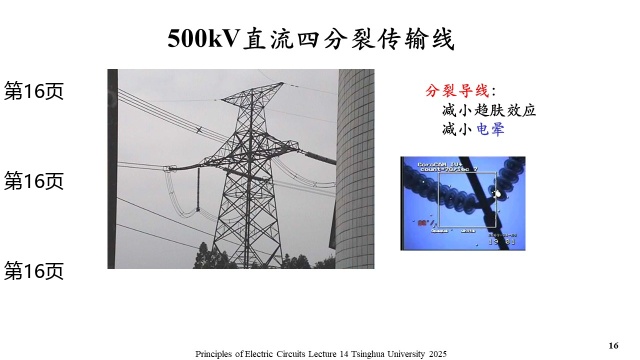 500kV直流四分裂传输线
第16页
第16页
第16页
分裂导线：
减小趋肤效应
减小电晕
16
Principles of Electric Circuits Lecture 14 Tsinghua University 2025